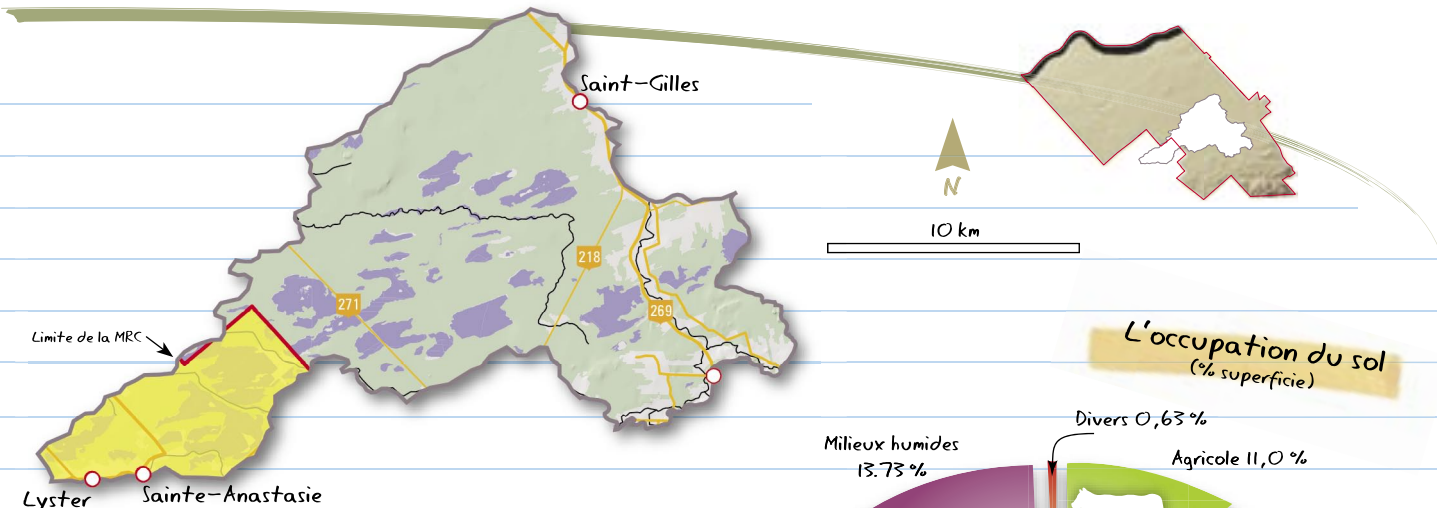 Saint-Gilles
N
10 km
218
271
269
Limite de la MRC
L'occupation du sol
(% superficie)
Divers 0,63 %
Milieux humides
13.73 %
Agricole 11,0 %
Lyster
Sainte-Anastasie